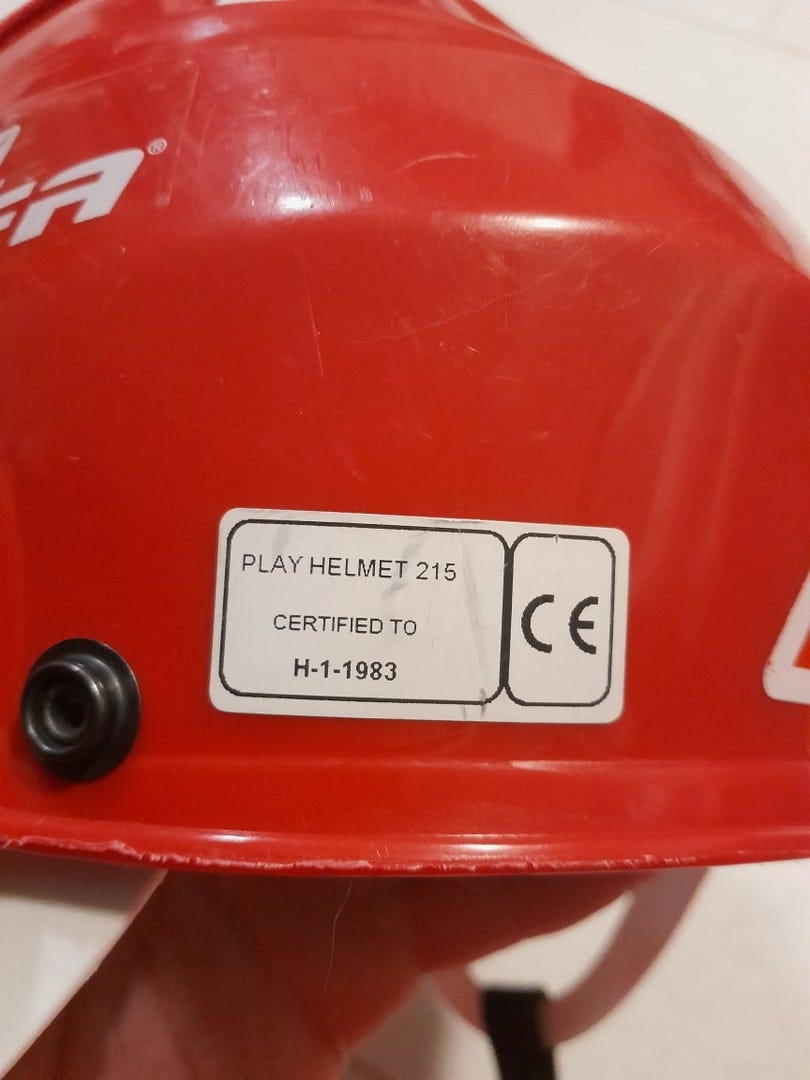 ®
PLAY HELMET 215
CERTIFIED TO
H-1-1983
CE